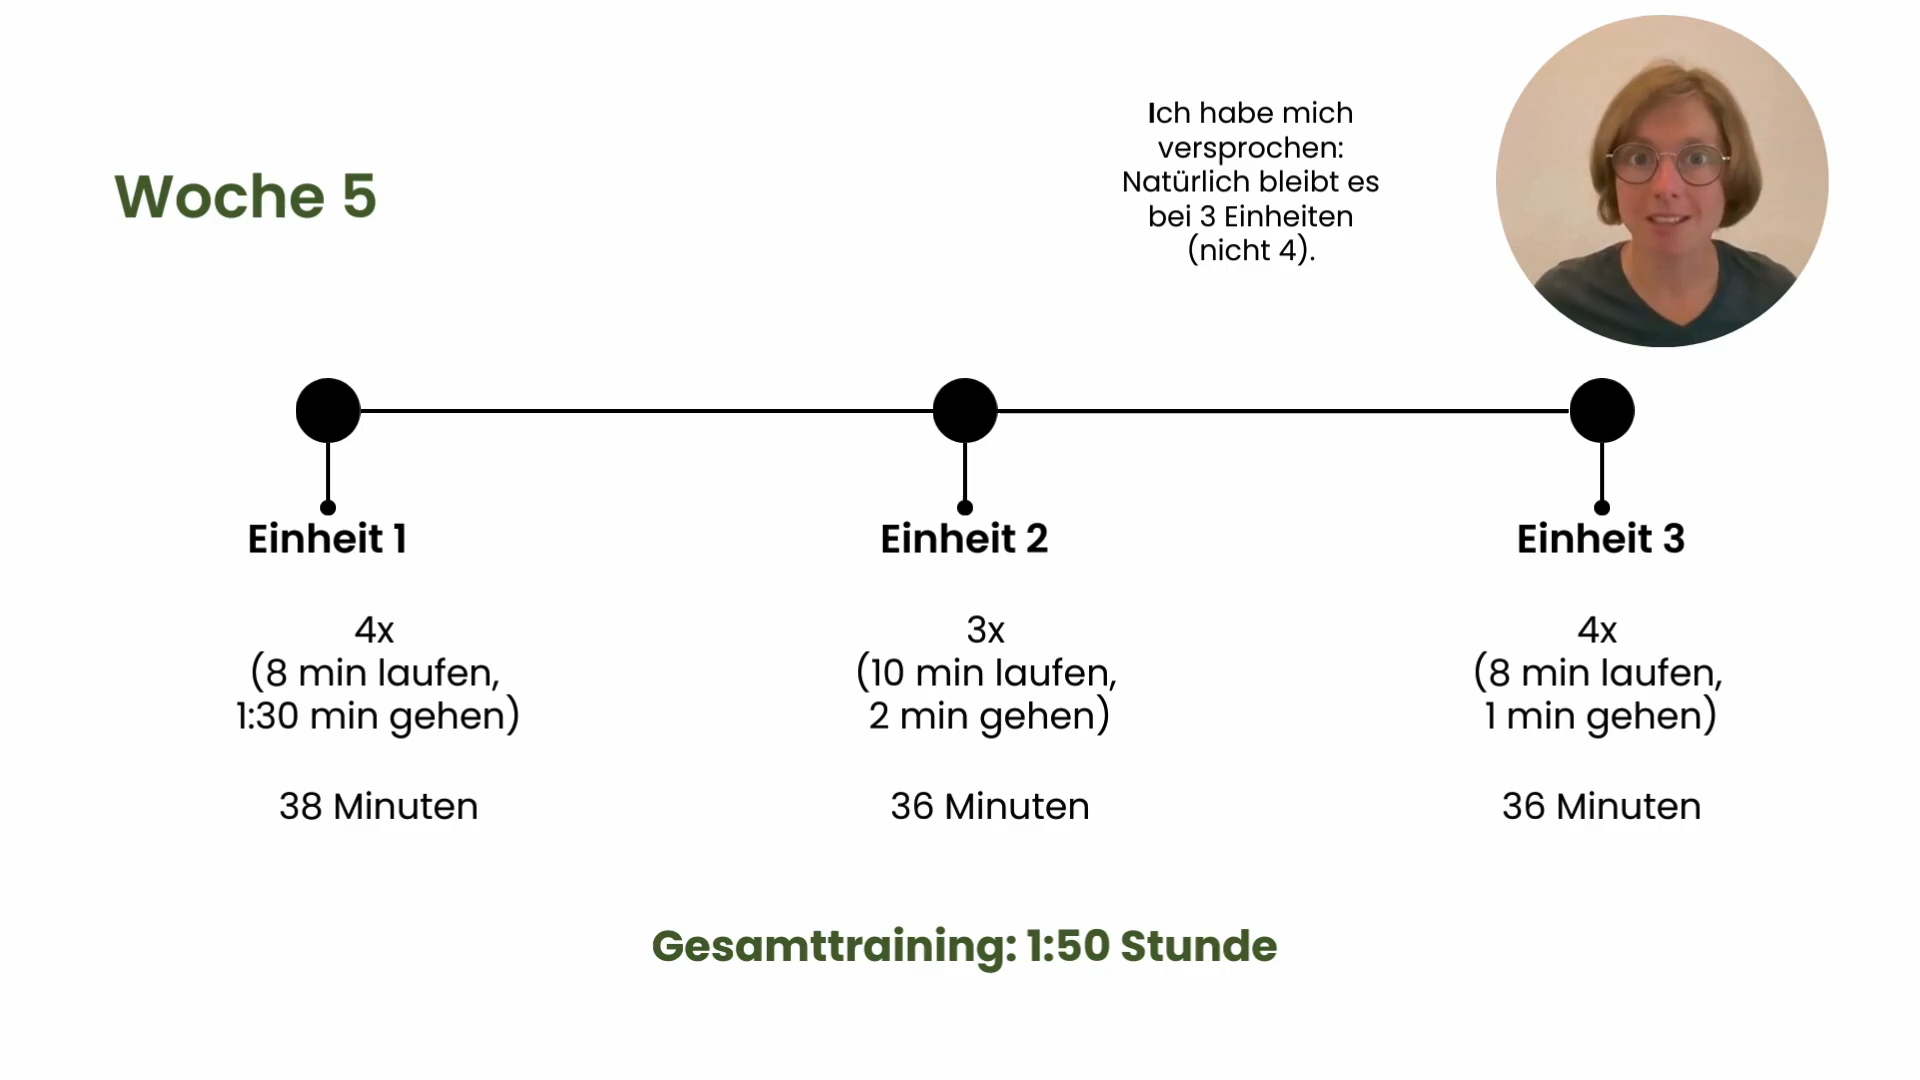 Woche 5
Ich habe mich
versprochen:
Natürlich bleibt es
bei 3 Einheiten
(nicht 4).
Einheit 1
4x
(8 min laufen,
1:30 min gehen)
38 Minuten
Einheit 2
3x
(10 min laufen,
2 min gehen)
36 Minuten
Einheit 3
4x
(8 min laufen,
1 min gehen)
36 Minuten
Gesamttraining: 1:50 Stunde